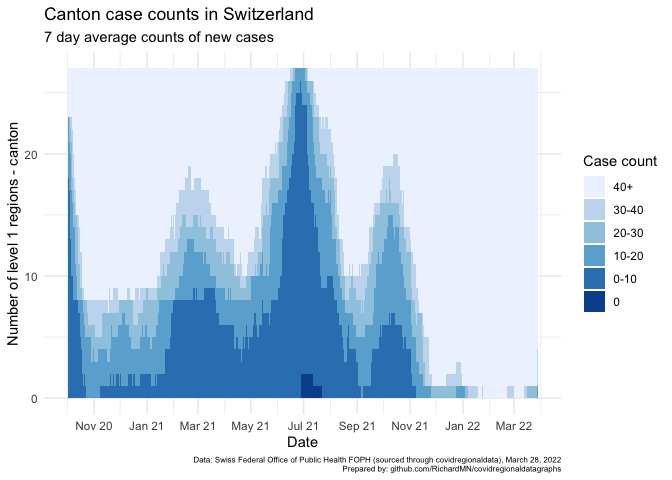 Canton case counts in Switzerland
7 day average counts of new cases
Number of level 1 regions - canton
20
10
0
Nov 20 Jan 21 Mar 21 May 21 Jul 21 Sep 21 Nov 21 Jan 22 Mar 22
Date
Case count
40+
30-40
20-30
10-20
0-10
0
Data: Swiss Federal Office of Public Health FOPH (sourced through covidregionaldata), March 28, 2022
Prepared by: github.com/RichardMN/covidregionaldatagraphs